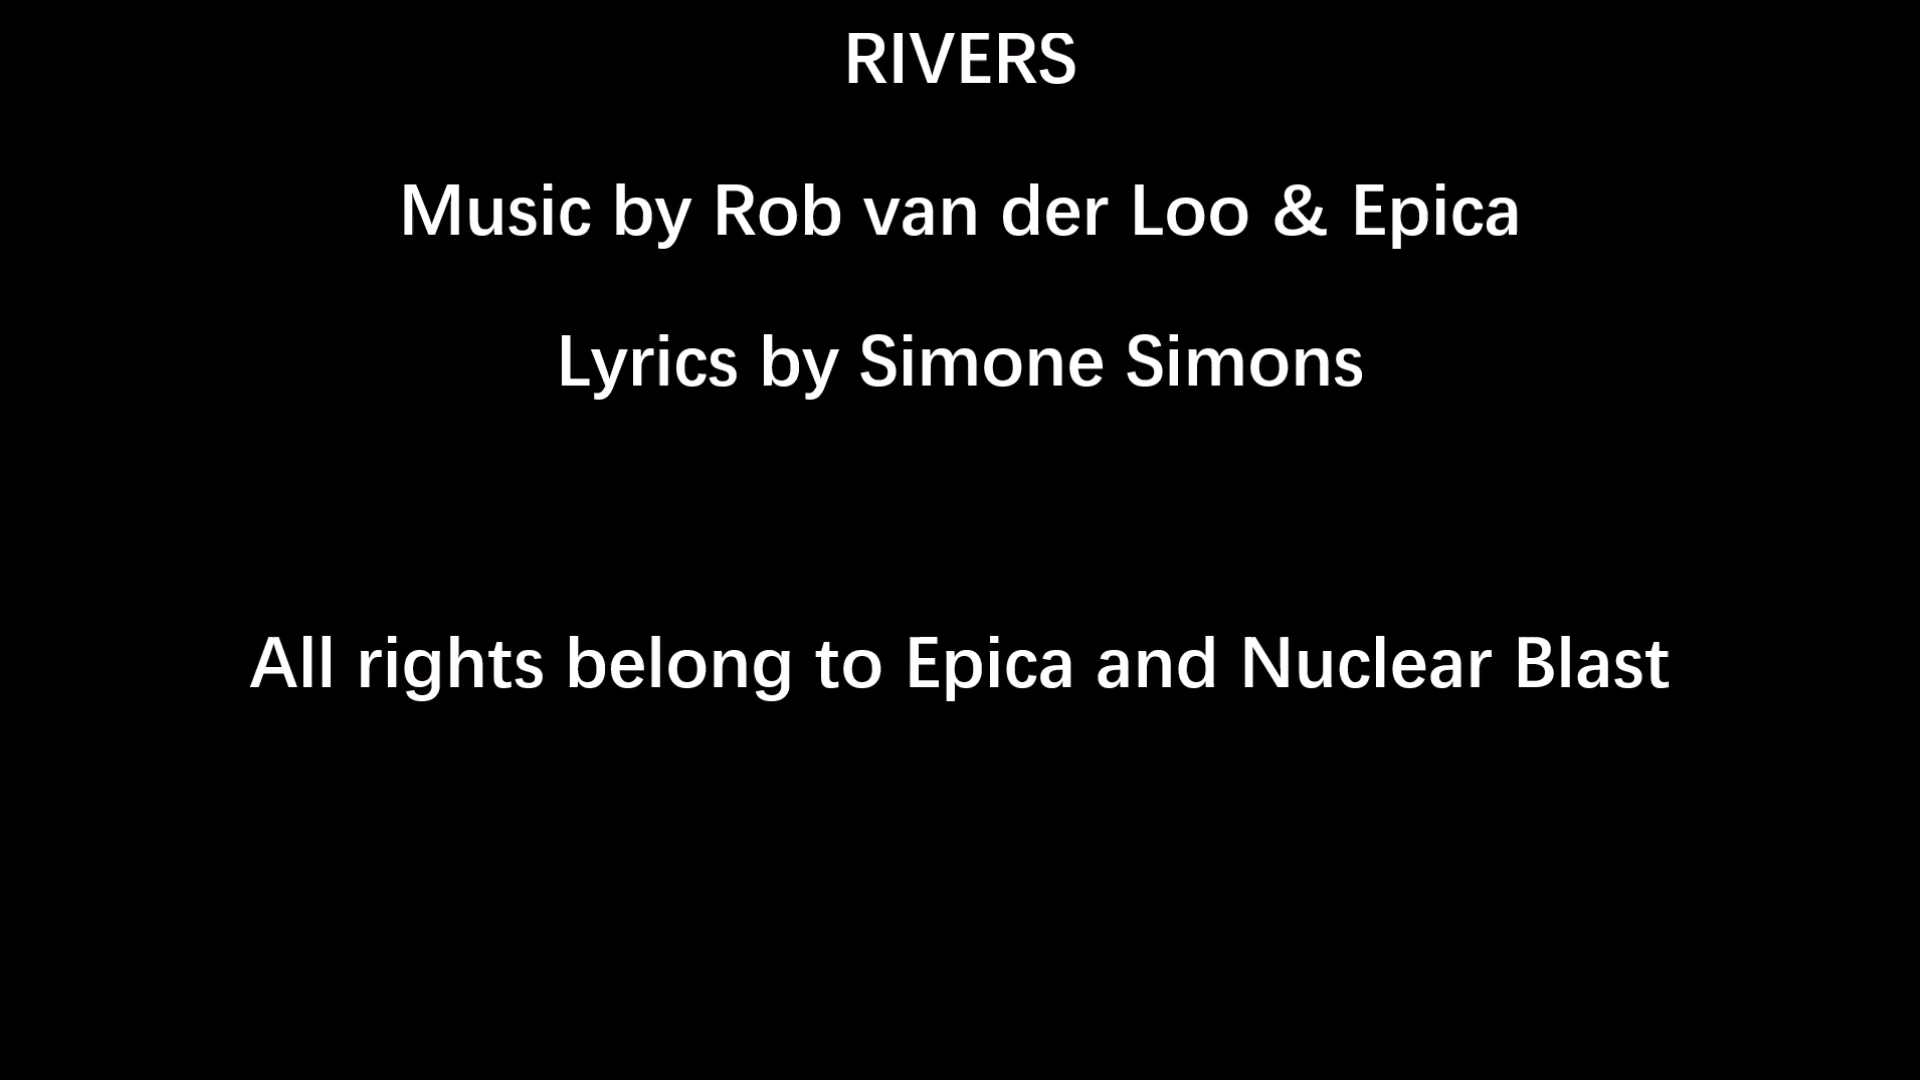 RIVERS
Music by Rob van der Loo & Epica
Lyrics by Simone Simons
All rights belong to Epica and Nuclear Blast